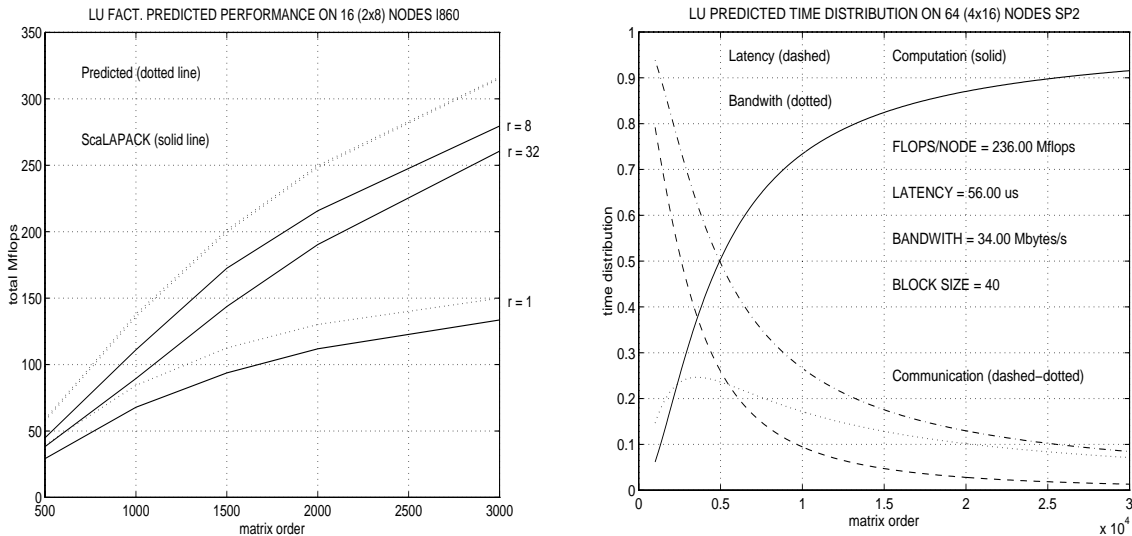 LU FACT. PREDICTED PERFORMANCE ON 16 (2x8) NODES I860
350
300
250
200
150
100
50
0
total Mflops
Predicted (dotted line)
ScaLAPACK (solid line)
r = 8
r = 32
r = 1
500
1000
1500
2000
2500
3000
matrix order
LU PREDICTED TIME DISTRIBUTION ON 64 (4x16) NODES SP2
1
0.9
0.8
0.7
0.6
0.5
0.4
0.3
0.2
0.1
0
time distribution
Latency (dashed)
Computation (solid)
Bandwith (dotted)
FLOPS/NODE = 236.00 Mflops
LATENCY = 56.00 us
BANDWITH = 34.00 Mbytes/s
BLOCK SIZE = 40
Communication (dashed−dotted)
0
0.5
1
1.5
2
2.5
3
matrix order
x 10^4